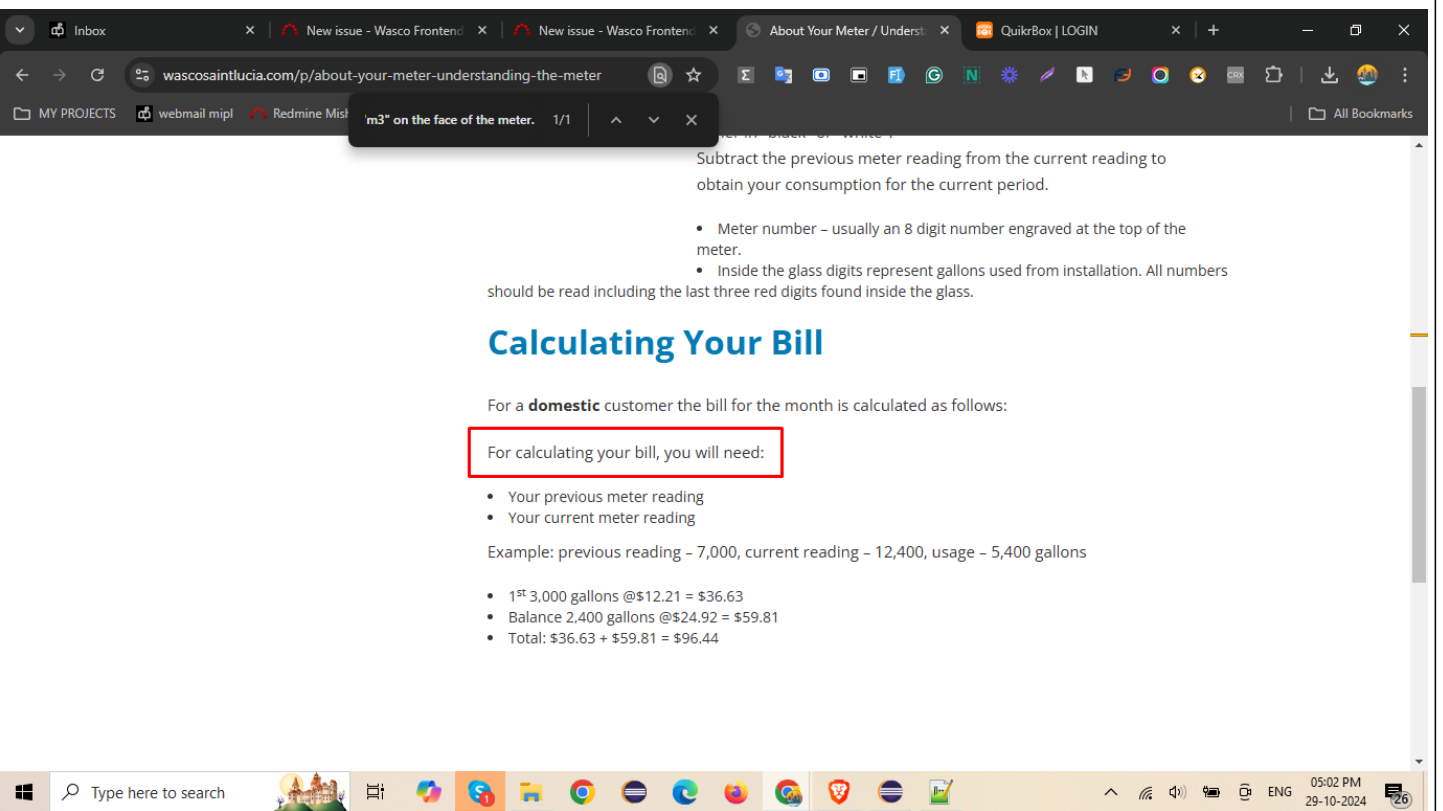 Inbox
New issue - Wasco Frontend
New issue - Wasco Frontend
About Your Meter / Underst
QuikrBox | LOGIN
wascosaintlucia.com/p/about-your-meter-understanding-the-meter
MY PROJECTS
webmail mipl
Redmine Mish
m3" on the face of the meter. 1/1
All Bookmarks
Subtract the previous meter reading from the current reading to
obtain your consumption for the current period.
• Meter number – usually an 8 digit number engraved at the top of the
meter.
• Inside the glass digits represent gallons used from installation. All numbers
should be read including the last three red digits found inside the glass.
Calculating Your Bill
For a domestic customer the bill for the month is calculated as follows:
For calculating your bill, you will need:
• Your previous meter reading
• Your current meter reading
Example: previous reading – 7,000, current reading – 12,400, usage – 5,400 gallons
• 1st 3,000 gallons @$12.21 = $36.63
• Balance 2,400 gallons @$24.92 = $59.81
• Total: $36.63 + $59.81 = $96.44
Type here to search
ENG
05:02 PM
29-10-2024
26